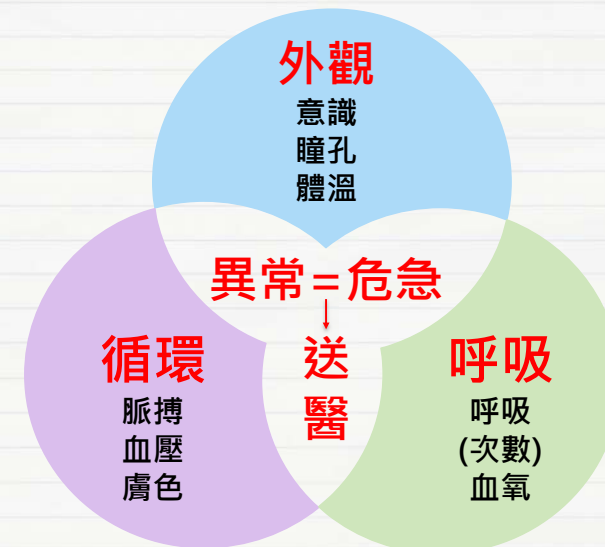 外觀
意識
瞳孔
體溫
異常=危急
送
醫
循環
脈搏
血壓
膚色
呼吸
呼吸
(次數)
血氧